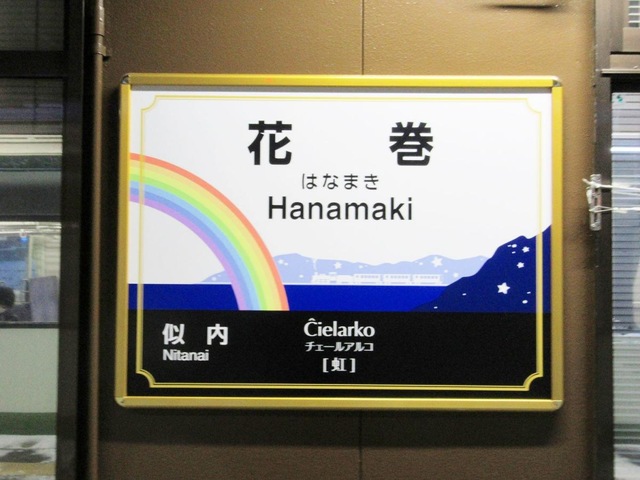 花巻
はなまき
Hanamaki
似内
Nitanai
Ĉielarko
チェールアルコ
[虹]